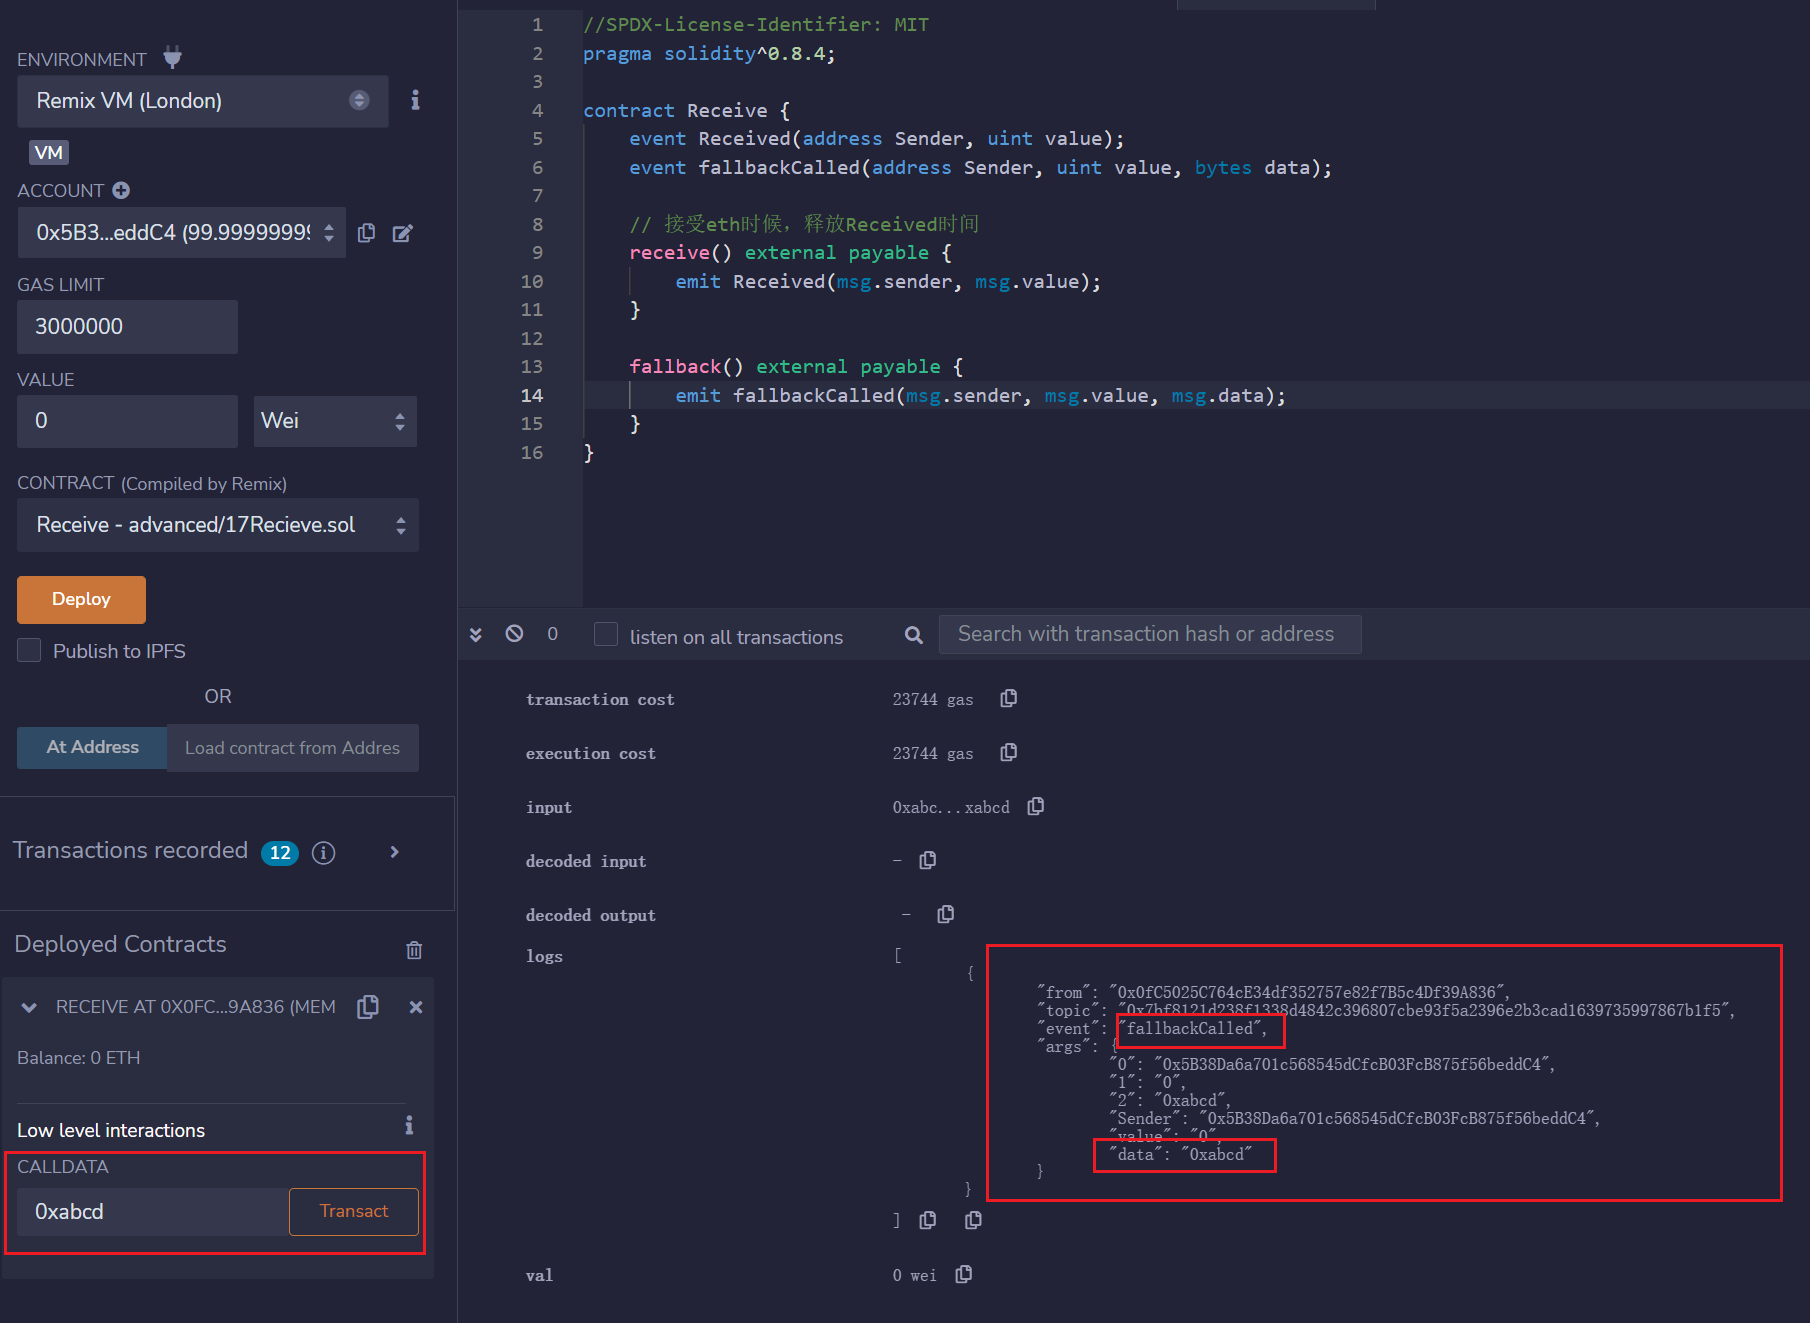 ENVIRONMENT
Remix VM (London)
VM
ACCOUNT
0x5B3...eddC4 (99.99999999
GAS LIMIT
3000000
VALUE
0
Wei
CONTRACT (Compiled by Remix)
Receive - advanced/17Recieve.sol
Deploy
Publish to IPFS
OR
At Address
Load contract from Addres
Transactions recorded 12
Deployed Contracts
RECEIVE AT 0X0FC...9A836 (MEM
Balance: 0 ETH
Low level interactions
CALLDATA
0xabcd
Transact
1 //SPDX-License-Identifier: MIT
2 pragma solidity^0.8.4;
3
4 contract Receive {
5 event Received(address Sender, uint value);
6 event fallbackCalled(address Sender, uint value, bytes data);
7
8 // 接受eth时候，释放Received时间
9 receive() external payable {
10 emit Received(msg.sender, msg.value);
11 }
12
13 fallback() external payable {
14 emit fallbackCalled(msg.sender, msg.value, msg.data);
15 }
16 }
0
listen on all transactions
Search with transaction hash or address
transaction cost 23744 gas
execution cost 23744 gas
input 0xabc...xabcd
decoded input -
decoded output -
logs [
{
"from": "0x0fC5025C764cE34df352757e82f7B5c4Df39A836",
"topic": "0x7bf8121d238f1338d4842c396807cbe93f5a2396e2b3cad1639735997867b1f5",
"event": "fallbackCalled",
"args": {
"0": "0x5B38Da6a701c568545dCfcB03FcB875f56beddC4",
"1": "0",
"2": "0xabcd",
"Sender": "0x5B38Da6a701c568545dCfcB03FcB875f56beddC4",
"value": "0",
"data": "0xabcd"
}
}
]
val 0 wei